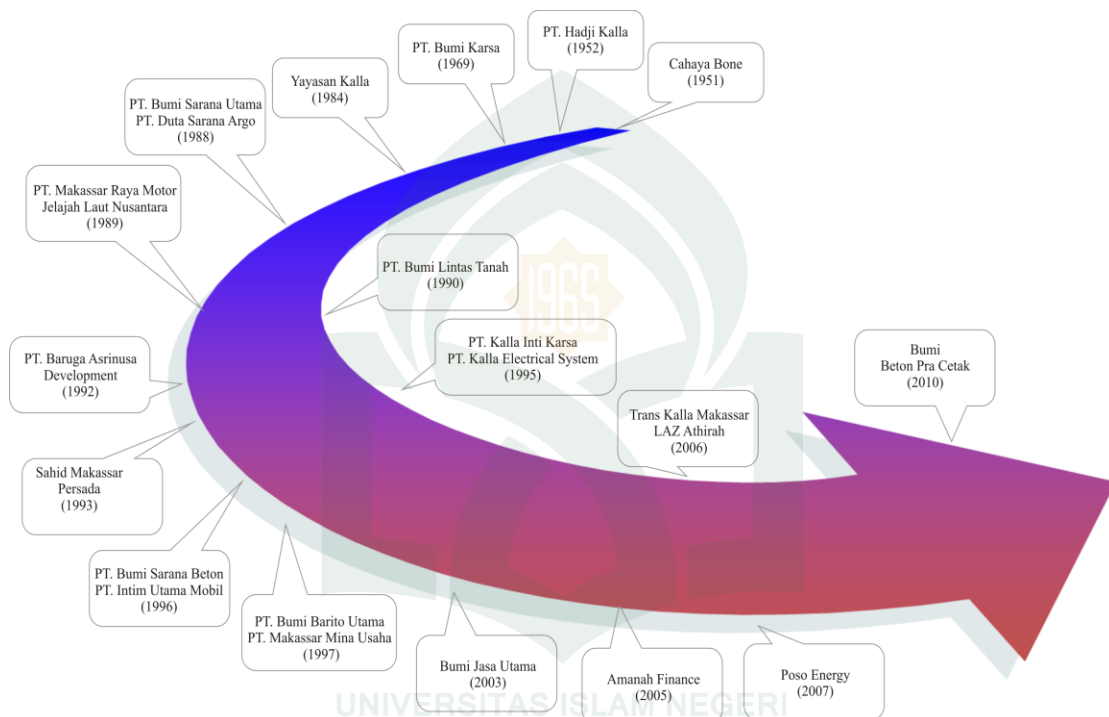 PT. Hadji Kalla
(1952)
PT. Bumi Karsa
(1969)
Cahaya Bone
(1951)
Yayasan Kalla
(1984)
PT. Bumi Sarana Utama
PT. Duta Sarana Argo
(1988)
PT. Makassar Raya Motor
Jelajah Laut Nusantara
(1989)
PT. Bumi Lintas Tanah
(1990)
1965
PT. Kalla Inti Karsa
PT. Kalla Electrical System
(1995)
PT. Baruga Asrinusa
Development
(1992)
Bumi
Beton Pra Cetak
(2010)
Trans Kalla Makassar
LAZ Athirah
(2006)
Sahid Makassar
Persada
(1993)
PT. Bumi Sarana Beton
PT. Intim Utama Mobil
(1996)
PT. Bumi Barito Utama
PT. Makassar Mina Usaha
(1997)
Bumi Jasa Utama
(2003)
Amanah Finance
(2005)
Poso Energy
(2007)
UNIVERSITAS ISLAM NEGERI